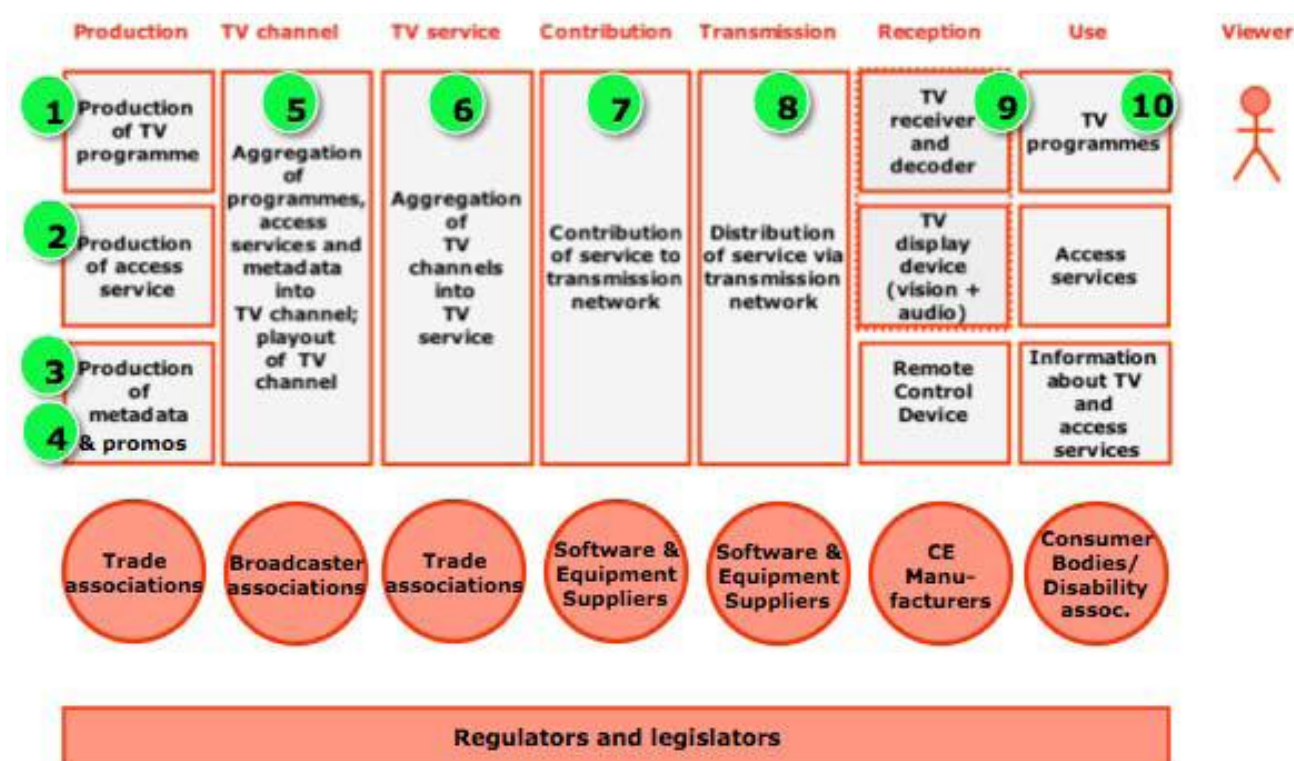 Production TV channel TV service Contribution Transmission Reception Use Viewer
1
Production
of TV
programme
2
Production
of access
service
3
Production
of
metadata
4
& promos
5
Aggregation
of
programmes,
access
services and
metadata
into
TV channel;
playout
of TV
channel
6
Aggregation
of
TV
channels
into
TV
service
7
Contribution
of service to
transmission
network
8
Distribution
of service via
transmission
network
9
TV
receiver
and
decoder
TV
display
device
(vision +
audio)
Remote
Control
Device
10
TV
programmes
Access
services
Information
about TV
and
access
services
Trade
associations
Broadcaster
associations
Trade
associations
Software &
Equipment
Suppliers
Software &
Equipment
Suppliers
CE
Manu-
facturers
Consumer
Bodies/
Disability
assoc.
Regulators and legislators